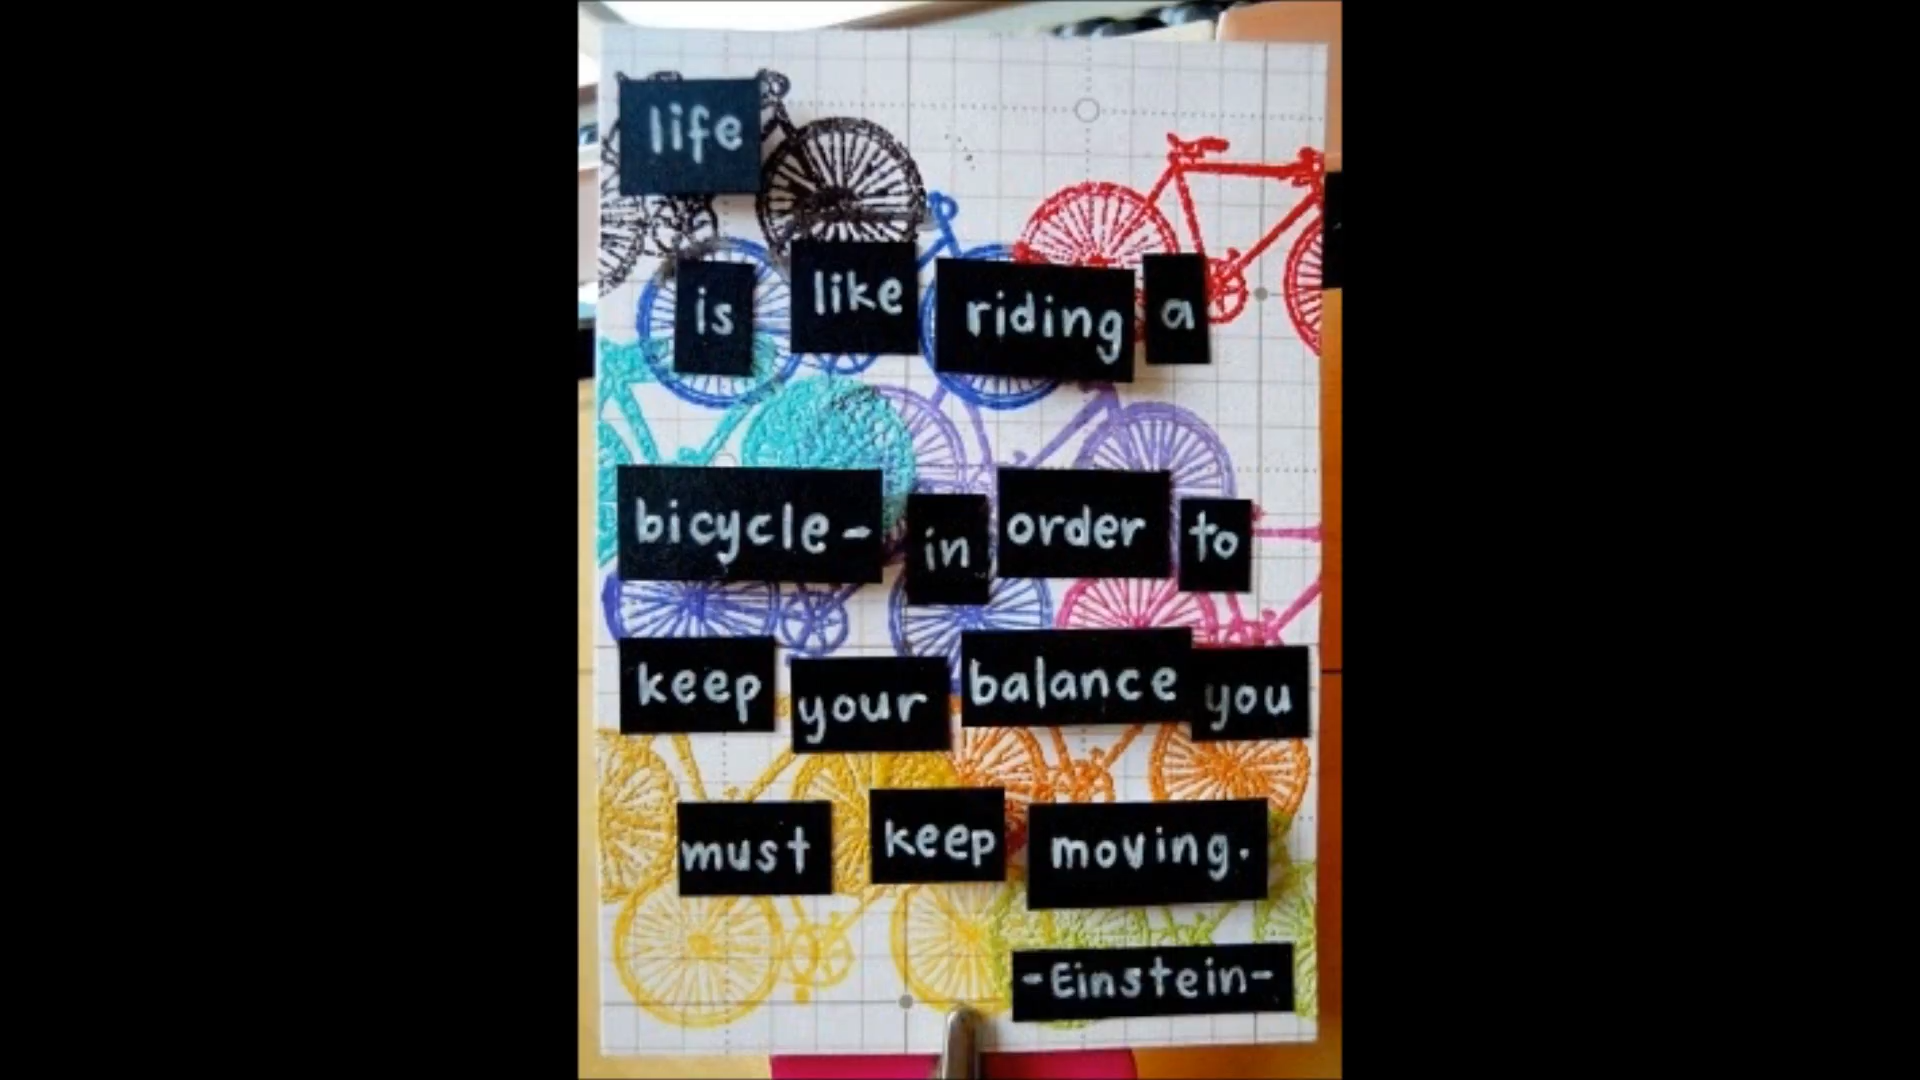 life
is like riding a
bicycle- in order to
keep your balance you
must keep moving.
-Einstein-